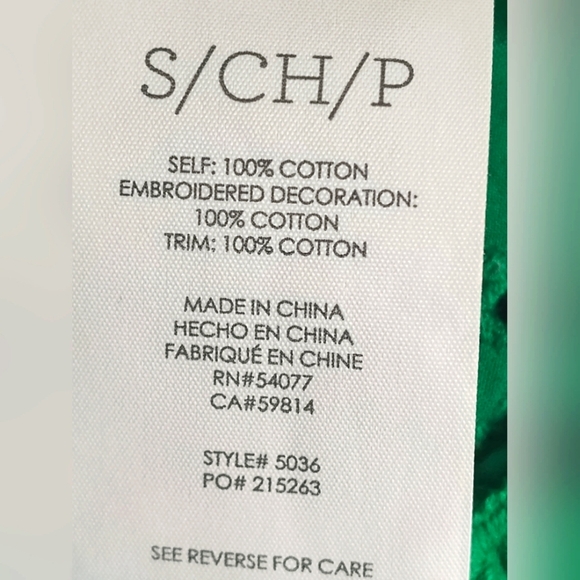 S/CH/P
SELF: 100% COTTON
EMBROIDERED DECORATION:
100% COTTON
TRIM: 100% COTTON
MADE IN CHINA
HECHO EN CHINA
FABRIQUÉ EN CHINE
RN#54077
CA#59814
STYLE# 5036
PO# 215263
SEE REVERSE FOR CARE